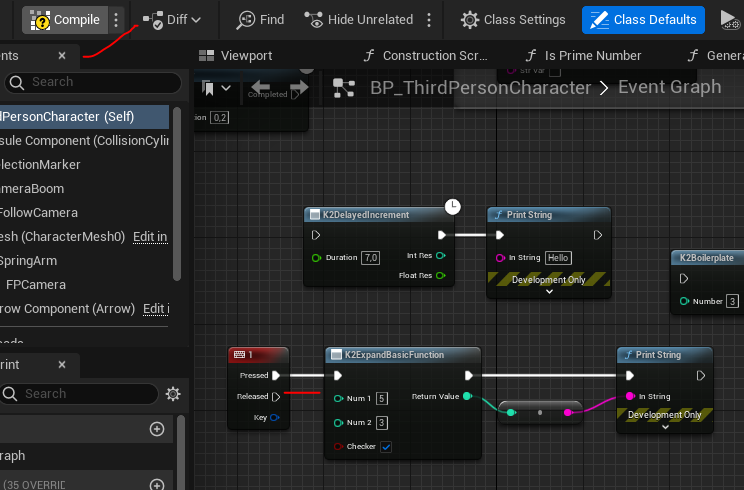 Compile
Diff
Find
Hide Unrelated
Class Settings
Class Defaults
Viewport
Construction Scr...
Is Prime Number
Search
BP_ThirdPersonCharacter > Event Graph
Str Var
Completed
0,2
dPersonCharacter (Self)
sule Component (CollisionCylin
electionMarker
ameraBoom
FollowCamera
esh (CharacterMesh0) Edit in
SpringArm
FPCamera
row Component (Arrow) Edit i
K2DelayedIncrement
Duration 7,0
Int Res
Float Res
Print String
In String Hello
Development Only
K2Boilerplate
Number 3
rint
Search
raph
(35 OVERRID
1
Pressed
Released
Key
K2ExpandBasicFunction
Num 1 5
Return Value
Num 2 3
Checker
Print String
In String
Development Only